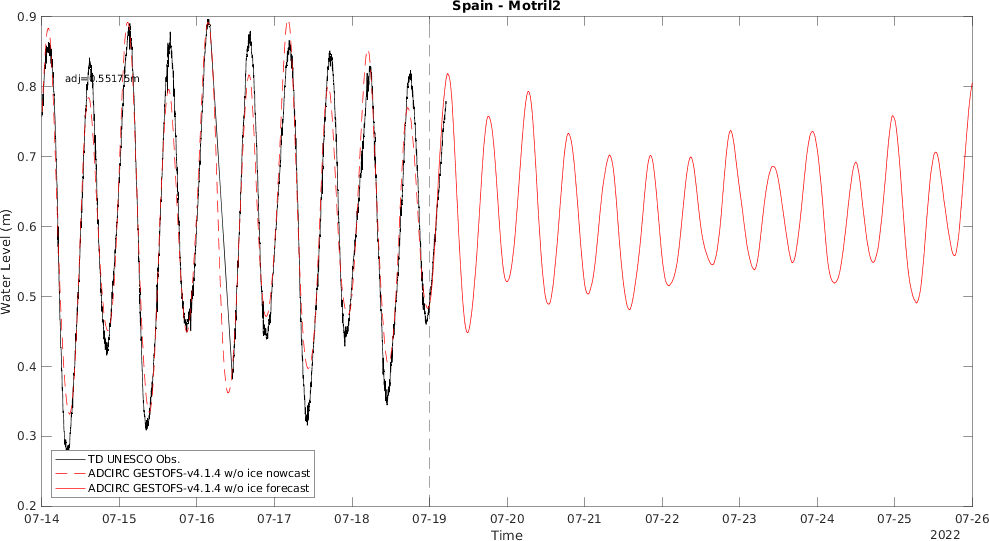 Spain - Motril2
0.9
0.8
0.7
0.6
0.5
0.4
0.3
0.2
Water Level (m)
adj=0.55175m
TD UNESCO Obs.
ADCIRC GESTOFS-v4.1.4 w/o ice nowcast
ADCIRC GESTOFS-v4.1.4 w/o ice forecast
07-14 07-15 07-16 07-17 07-18 07-19 07-20 07-21 07-22 07-23 07-24 07-25 07-26
Time
2022